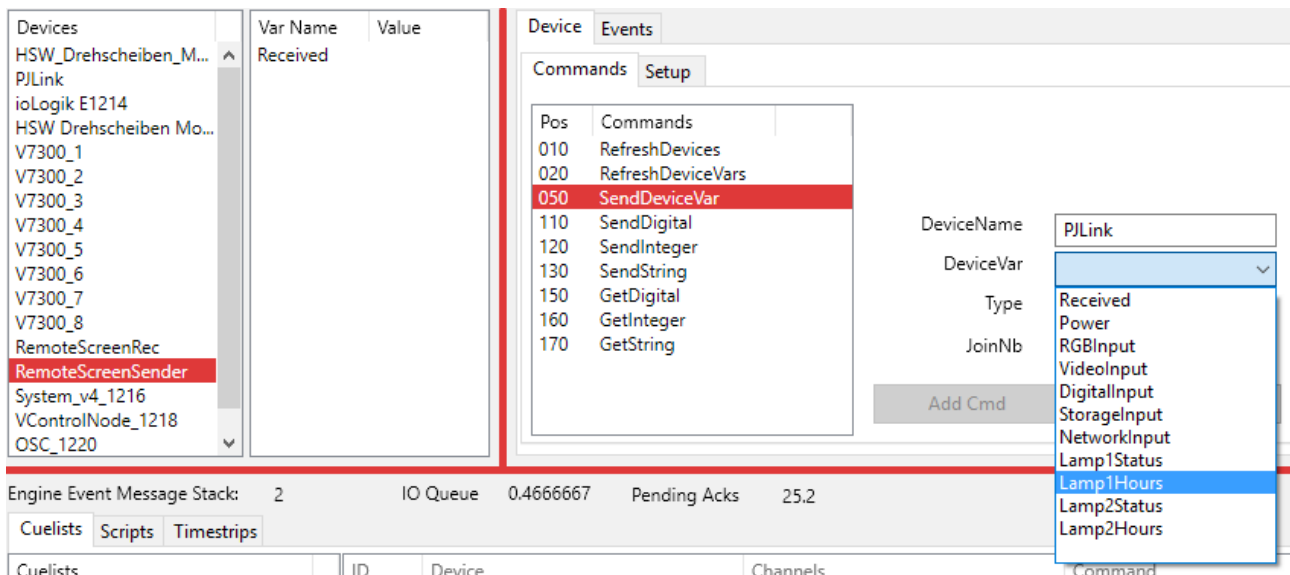 Devices
HSW_Drehscheiben_M...
PJLink
ioLogik E1214
HSW Drehscheiben Mo...
V7300_1
V7300_2
V7300_3
V7300_4
V7300_5
V7300_6
V7300_7
V7300_8
RemoteScreenRec
RemoteScreenSender
System_v4_1216
VControlNode_1218
OSC_1220
Var Name Value
Received
Device Events
Commands Setup
Pos Commands
010 RefreshDevices
020 RefreshDeviceVars
050 SendDeviceVar
110 SendDigital
120 SendInteger
130 SendString
150 GetDigital
160 GetInteger
170 GetString
DeviceName PJLink
DeviceVar
Type
JoinNb
Add Cmd
Received
Power
RGBInput
VideoInput
DigitalInput
StorageInput
NetworkInput
Lamp1Status
Lamp1Hours
Lamp2Status
Lamp2Hours
Engine Event Message Stack: 2 IO Queue 0.4666667 Pending Acks 25.2
Cuelists Scripts Timestrips
Cuelists ID Device Channels Command